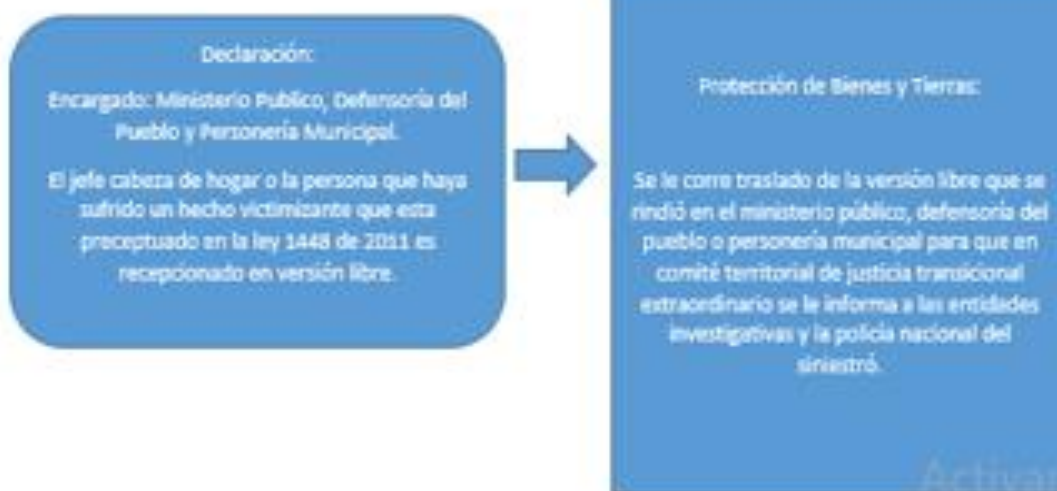 Declaración:
Encargado: Ministerio Publico, Defensoría del
Pueblo y Personería Municipal.
El jefe cabeza de hogar o la persona que haya
sufrido un hecho victimizante que esta
preceptuado en la ley 1448 de 2011 es
recepcionado en versión libre.
Protección de Bienes y Tierras:
Se le corre traslado de la versión libre que se
rindió en el ministerio público, defensoría del
pueblo o personería municipal para que en
comité territorial de justicia transicional
extraordinario se le informa a las entidades
investigativas y la policía nacional del
siniestró.
Activar